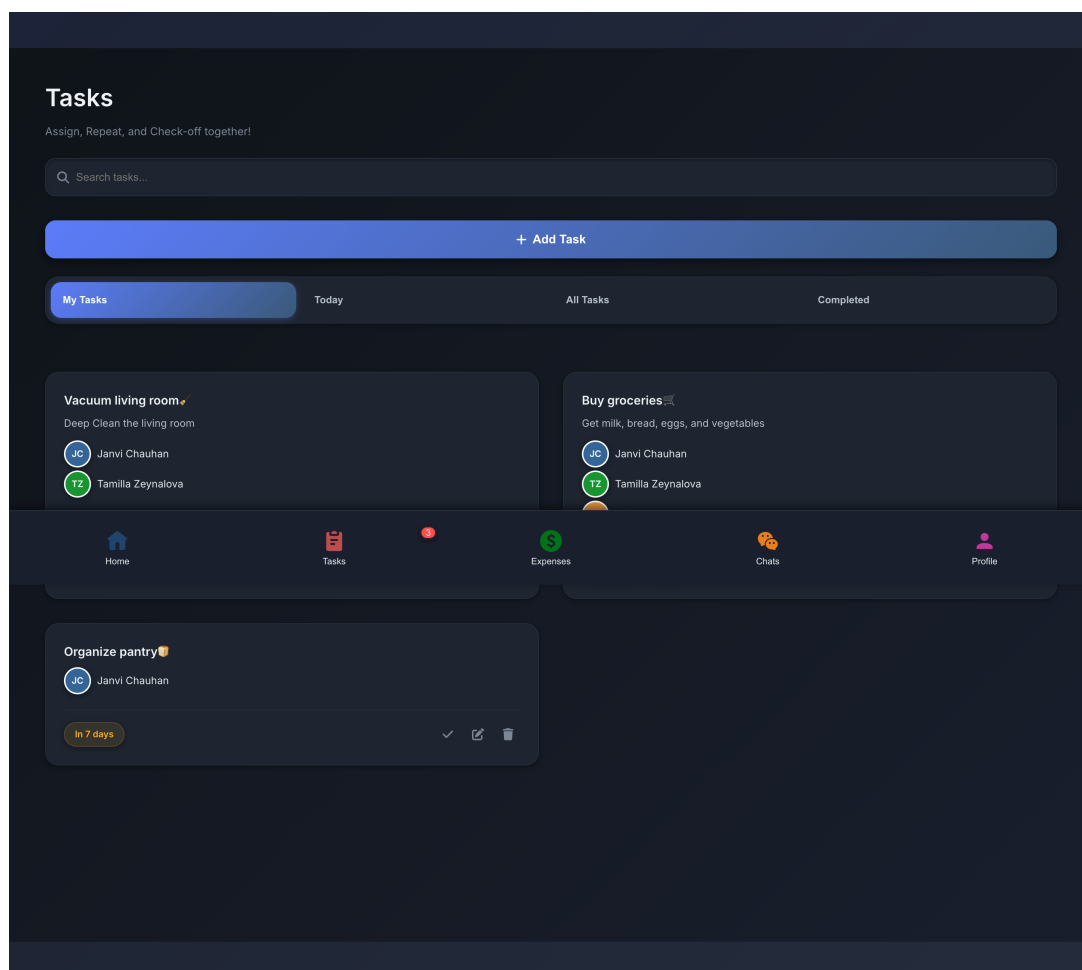 Tasks
Assign, Repeat, and Check-off together!
Search tasks...
+ Add Task
My Tasks Today All Tasks Completed
Vacuum living room🧹
Deep Clean the living room
JC Janvi Chauhan
TZ Tamilla Zeynalova
Buy groceries🛒
Get milk, bread, eggs, and vegetables
JC Janvi Chauhan
TZ Tamilla Zeynalova
3
Home Tasks Expenses Chats Profile
Organize pantry🍞
JC Janvi Chauhan
In 7 days